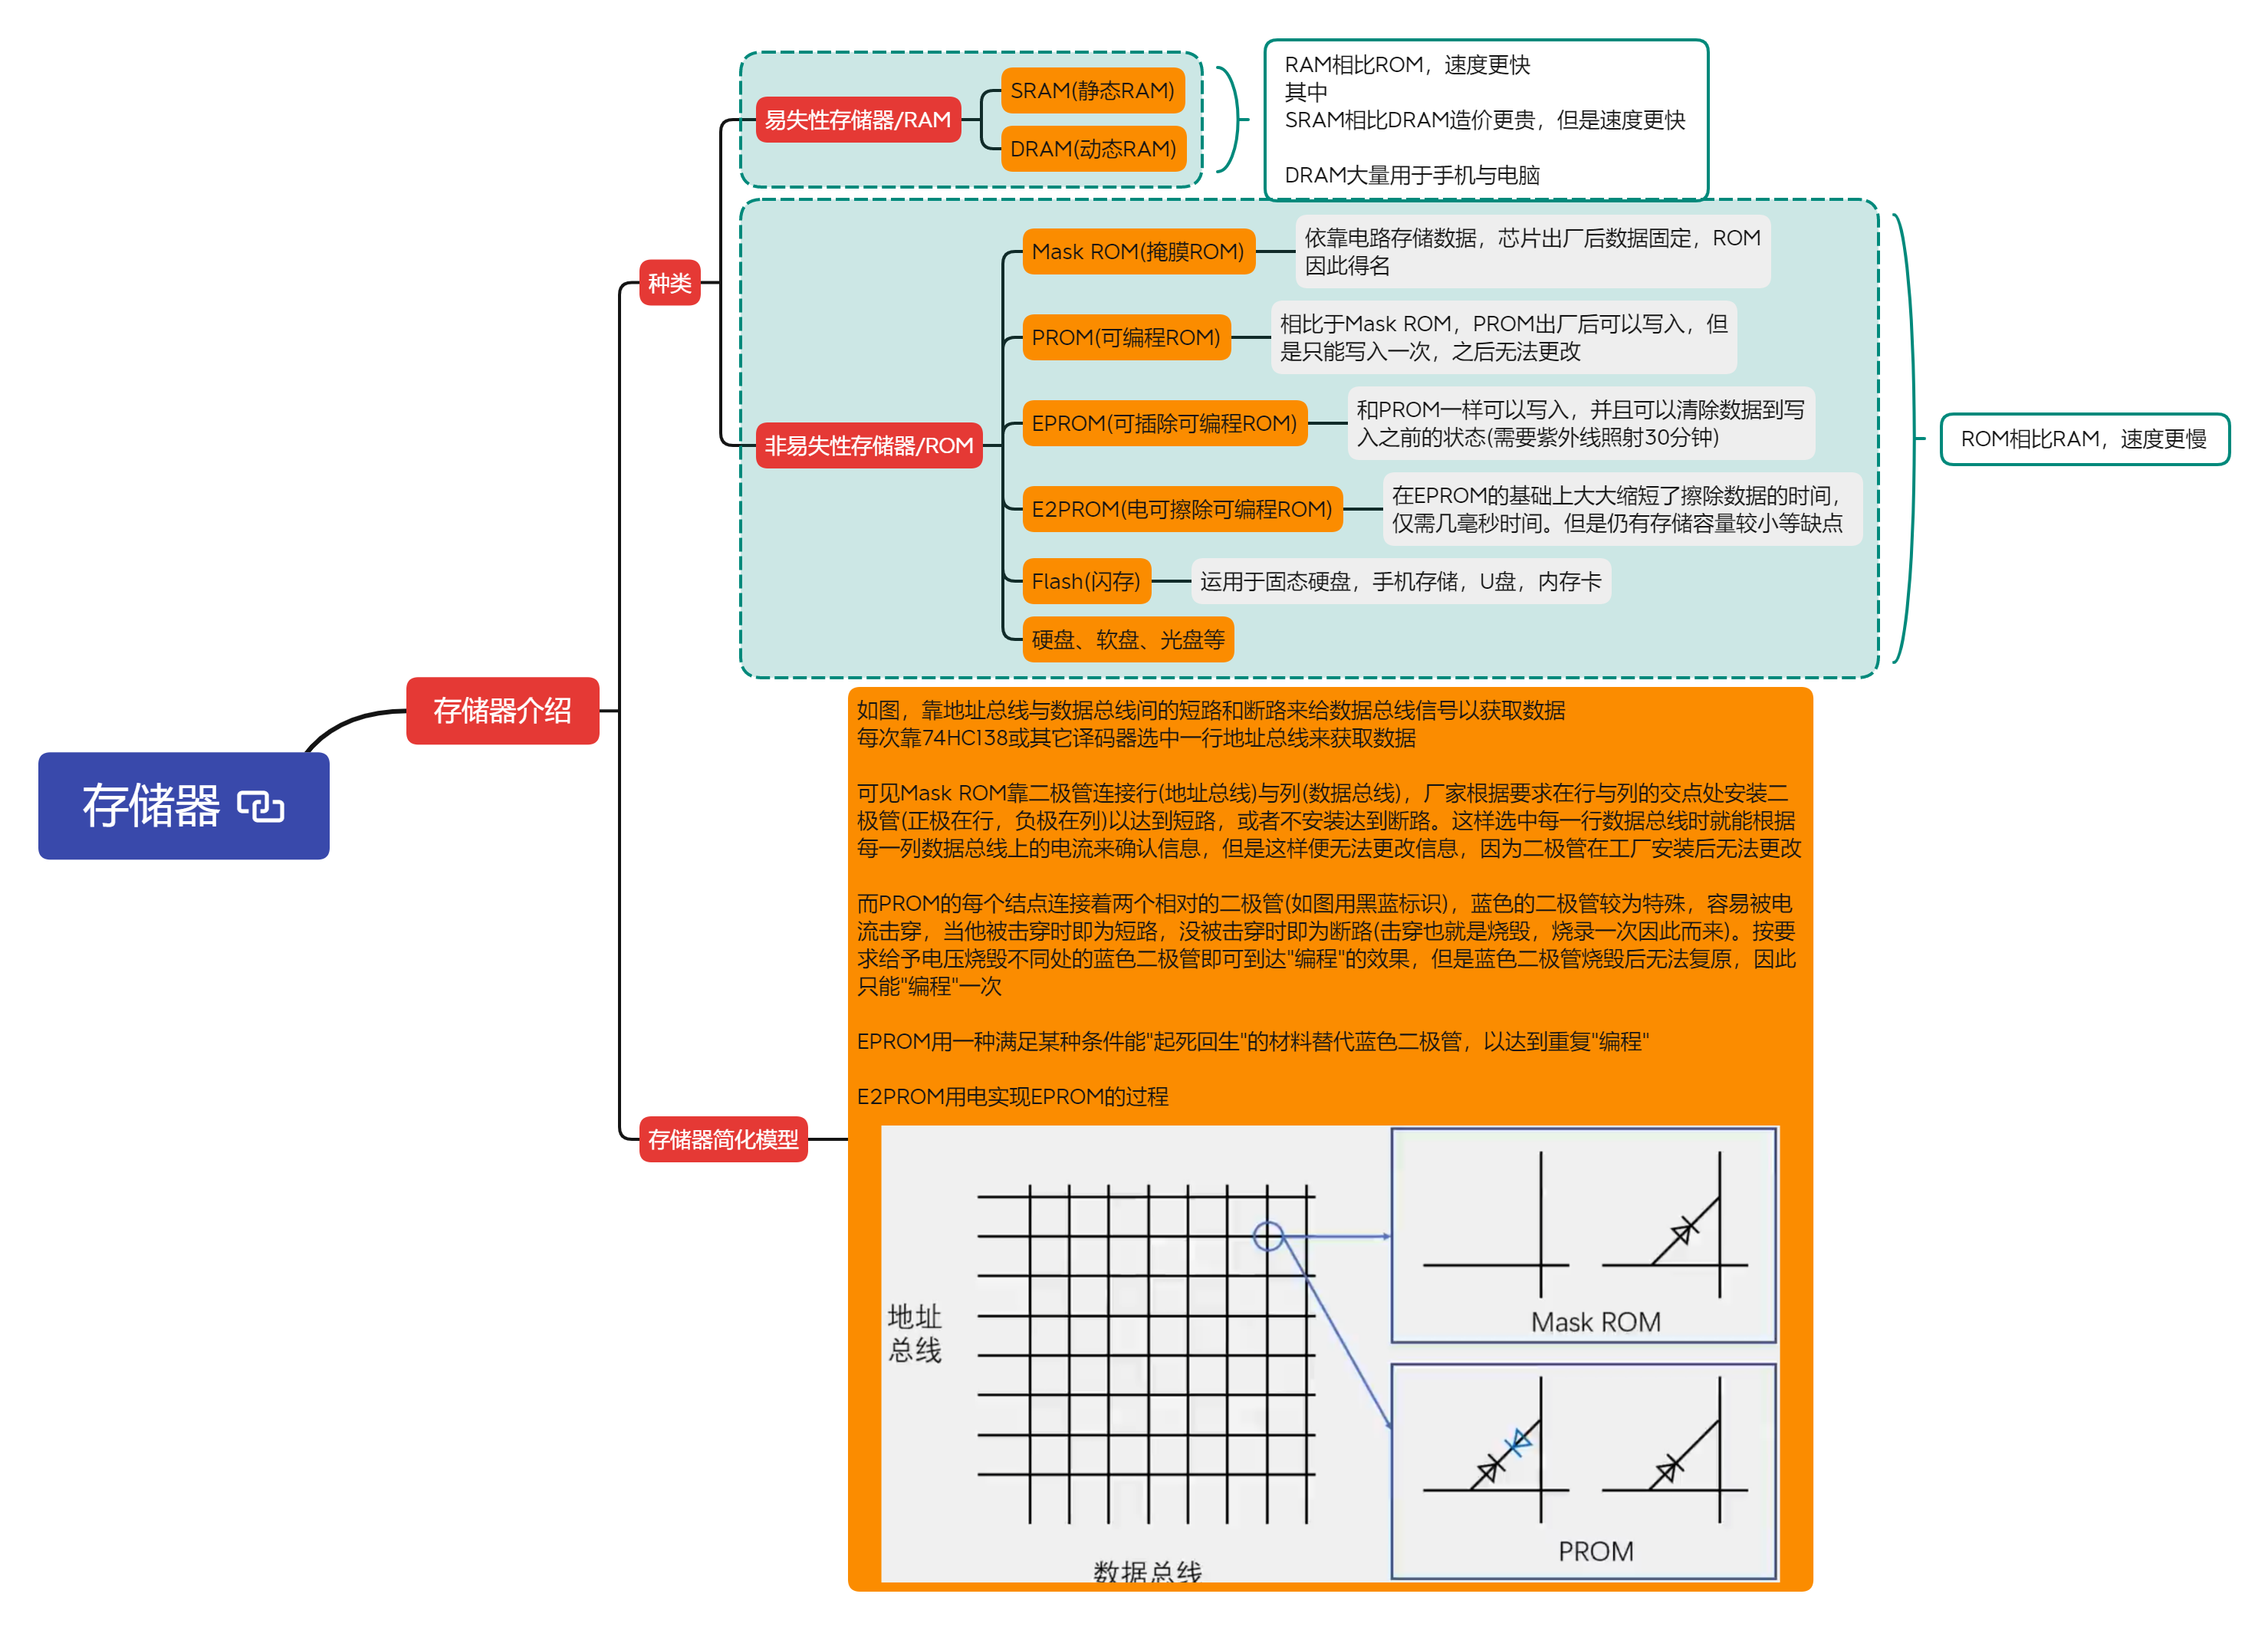 存储器
存储器介绍
种类
易失性存储器/RAM
SRAM(静态RAM)
DRAM(动态RAM)
RAM相比ROM，速度更快
其中
SRAM相比DRAM造价更贵，但是速度更快
DRAM大量用于手机与电脑
非易失性存储器/ROM
Mask ROM(掩膜ROM)
依靠电路存储数据，芯片出厂后数据固定，ROM
因此得名
PROM(可编程ROM)
相比于Mask ROM，PROM出厂后可以写入，但
是只能写入一次，之后无法更改
EPROM(可插除可编程ROM)
和PROM一样可以写入，并且可以清除数据到写
入之前的状态(需要紫外线照射30分钟)
E2PROM(电可擦除可编程ROM)
在EPROM的基础上大大缩短了擦除数据的时间，
仅需几毫秒时间。但是仍有存储容量较小等缺点
Flash(闪存)
运用于固态硬盘，手机存储，U盘，内存卡
硬盘、软盘、光盘等
ROM相比RAM，速度更慢
存储器简化模型
如图，靠地址总线与数据总线间的短路和断路来给数据总线信号以获取数据
每次靠74HC138或其它译码器选中一行地址总线来获取数据
可见Mask ROM靠二极管连接行(地址总线)与列(数据总线)，厂家根据要求在行与列的交点处安装二
极管(正极在行，负极在列)以达到短路，或者不安装达到断路。这样选中每一行数据总线时就能根据
每一列数据总线上的电流来确认信息，但是这样便无法更改信息，因为二极管在工厂安装后无法更改
而PROM的每个结点连接着两个相对的二极管(如图用黑蓝标识)，蓝色的二极管较为特殊，容易被电
流击穿，当他被击穿时即为短路，没被击穿时即为断路(击穿也就是烧毁，烧录一次因此而来)。按要
求给予电压烧毁不同处的蓝色二极管即可到达"编程"的效果，但是蓝色二极管烧毁后无法复原，因此
只能"编程"一次
EPROM用一种满足某种条件能"起死回生"的材料替代蓝色二极管，以达到重复"编程"
E2PROM用电实现EPROM的过程
地址
总线
数据总线
Mask ROM
PROM